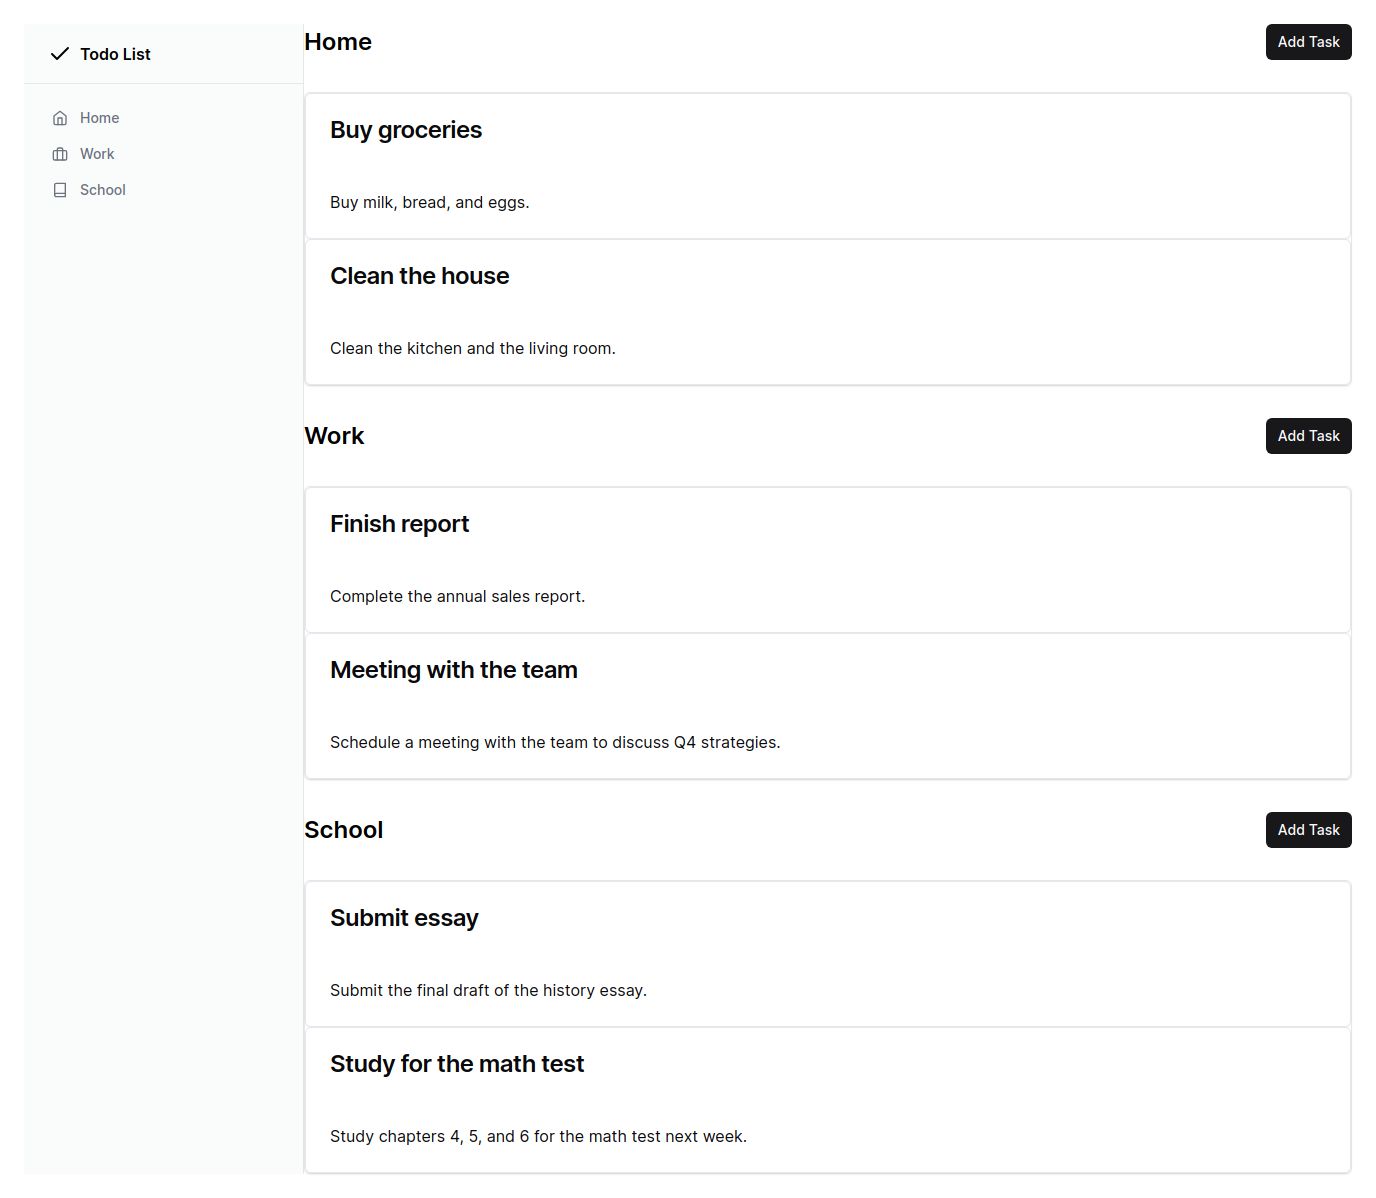 Todo List
Home
Work
School
Home
Add Task
Buy groceries
Buy milk, bread, and eggs.
Clean the house
Clean the kitchen and the living room.
Work
Add Task
Finish report
Complete the annual sales report.
Meeting with the team
Schedule a meeting with the team to discuss Q4 strategies.
School
Add Task
Submit essay
Submit the final draft of the history essay.
Study for the math test
Study chapters 4, 5, and 6 for the math test next week.